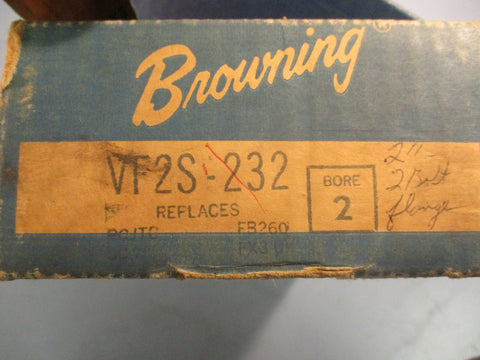 Browning®
VF2S-232
REPLACES
FB260
BORE
2
2"
2 Bolt
flange